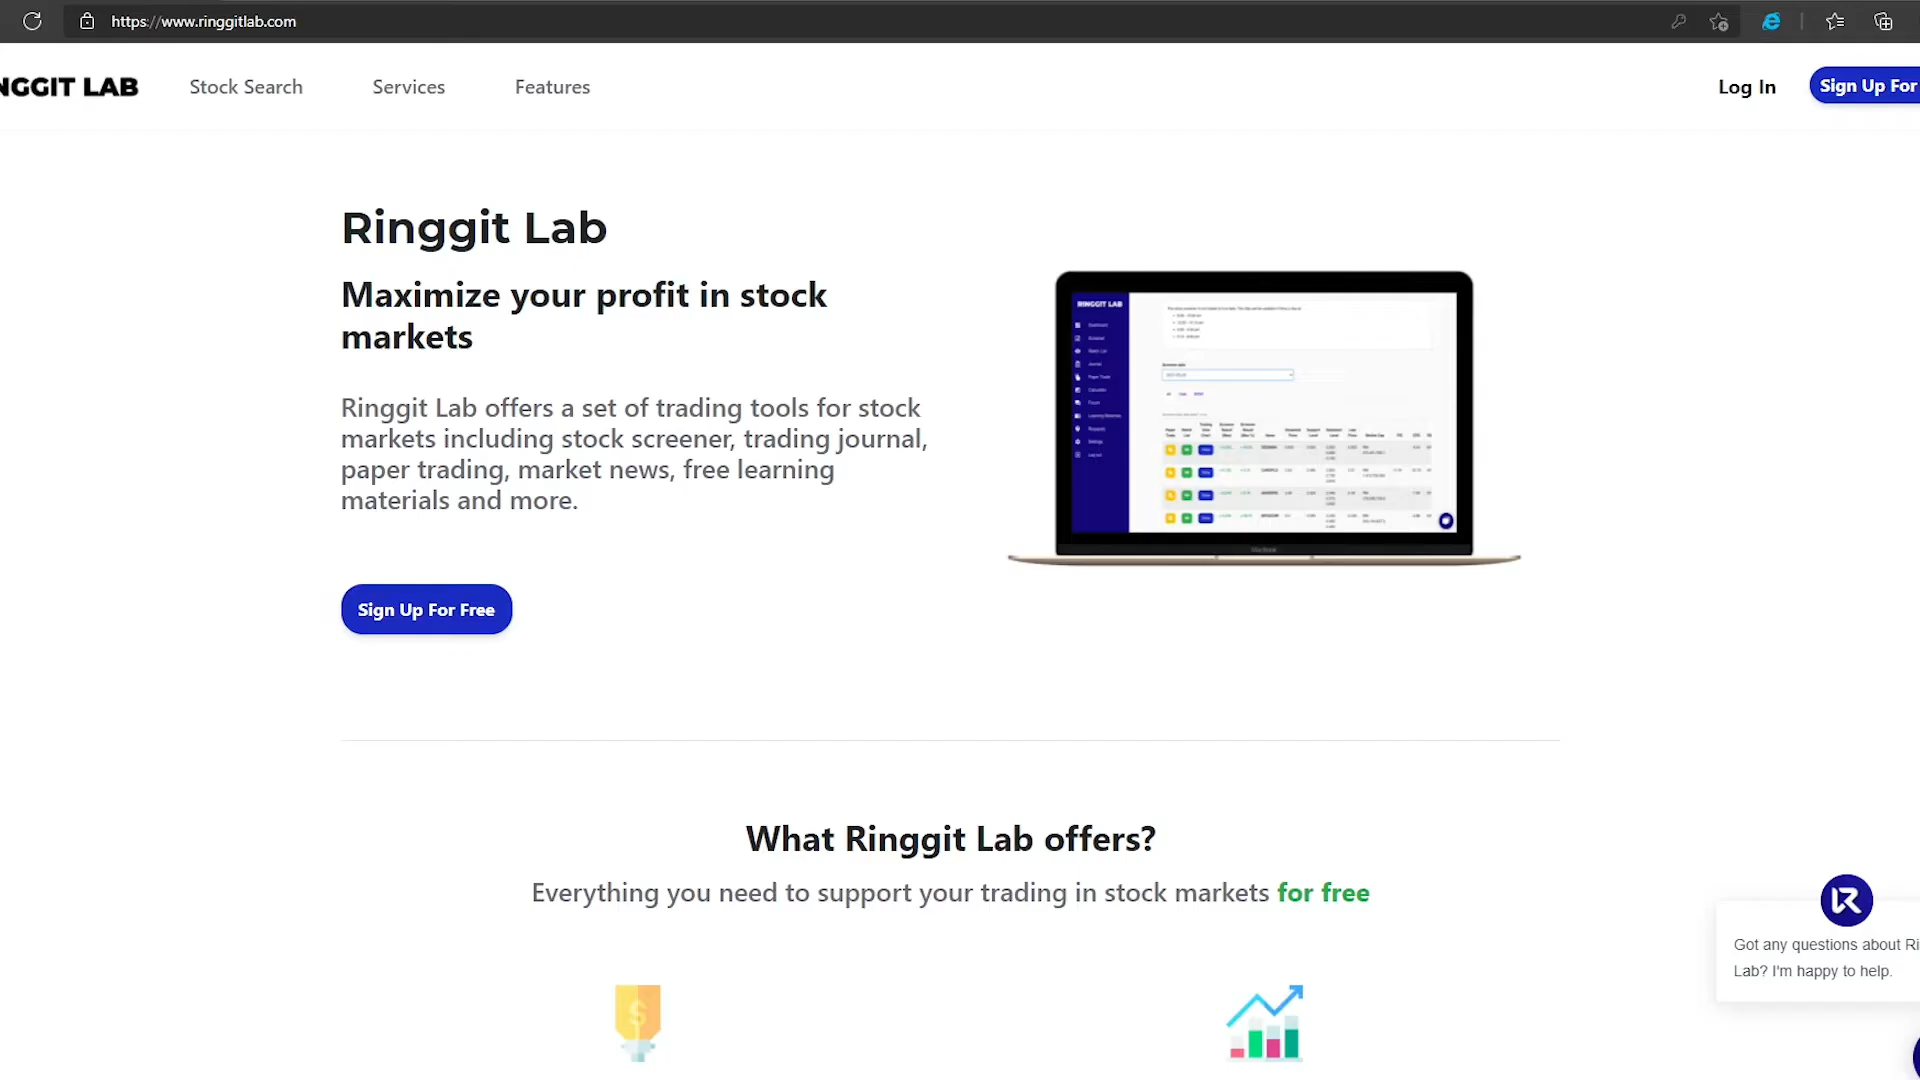 https://www.ringgitlab.com
NGGIT LAB
Stock Search
Services
Features
Log In
Sign Up For
Ringgit Lab
Maximize your profit in stock
markets
Ringgit Lab offers a set of trading tools for stock
markets including stock screener, trading journal,
paper trading, market news, free learning
materials and more.
Sign Up For Free
RINGGIT LAB
What Ringgit Lab offers?
Everything you need to support your trading in stock markets for free
Got any questions about Ri
Lab? I'm happy to help.